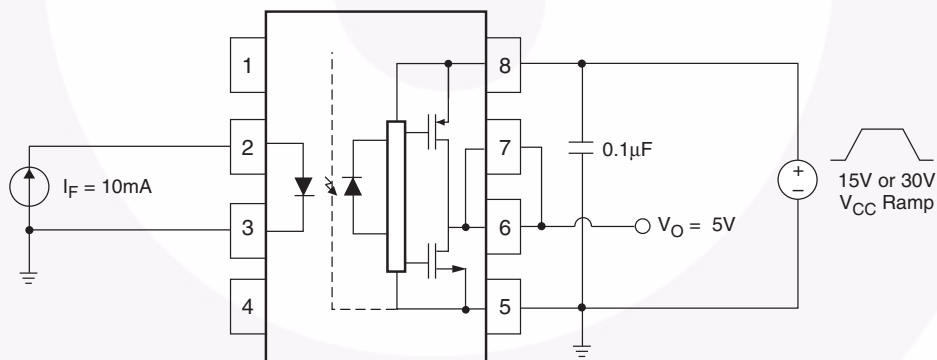 1
8
2
7
I_F = 10mA
0.1μF
+
–
15V or 30V
V_CC Ramp
3
6
V_O = 5V
4
5